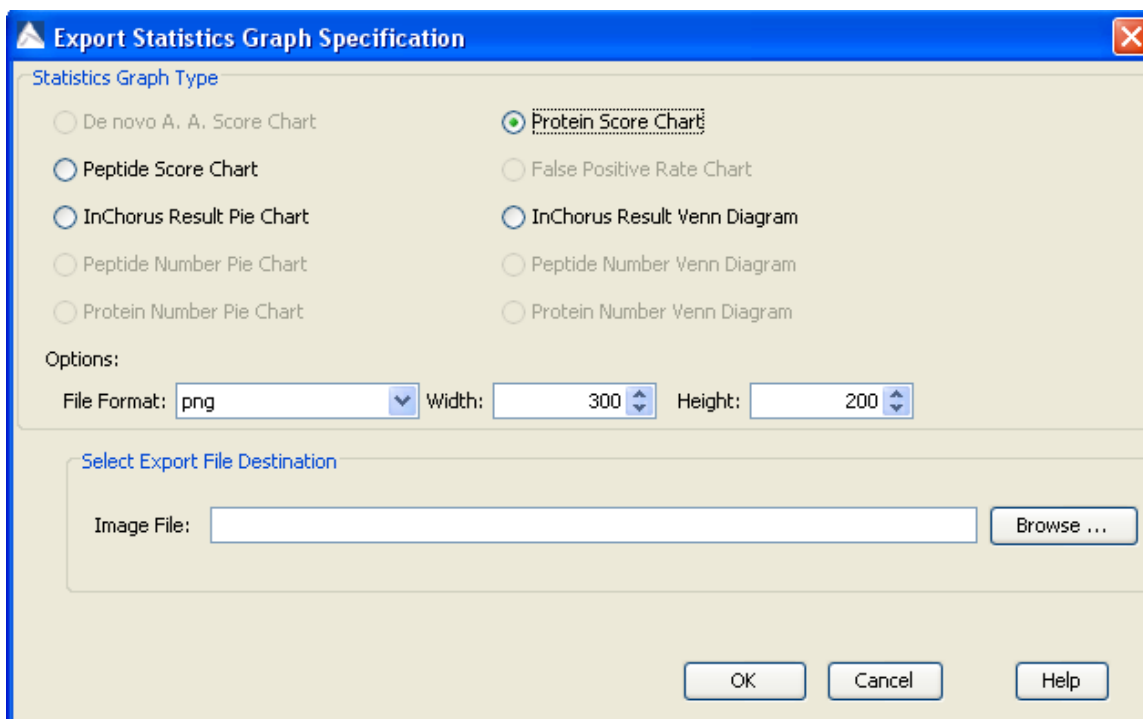 Export Statistics Graph Specification
Statistics Graph Type
De novo A. A. Score Chart Protein Score Chart
Peptide Score Chart False Positive Rate Chart
InChorus Result Pie Chart InChorus Result Venn Diagram
Peptide Number Pie Chart Peptide Number Venn Diagram
Protein Number Pie Chart Protein Number Venn Diagram
Options:
File Format: png Width: 300 Height: 200
Select Export File Destination
Image File: Browse ...
OK Cancel Help